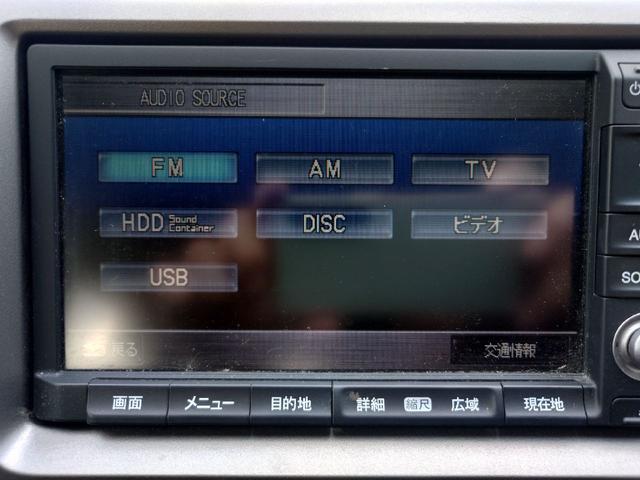 AUDIO SOURCE
FM AM TV
HDD Sound Container DISC ビデオ
USB
戻る 交通情報
画面 メニュー 目的地 詳細 縮尺 広域 現在地